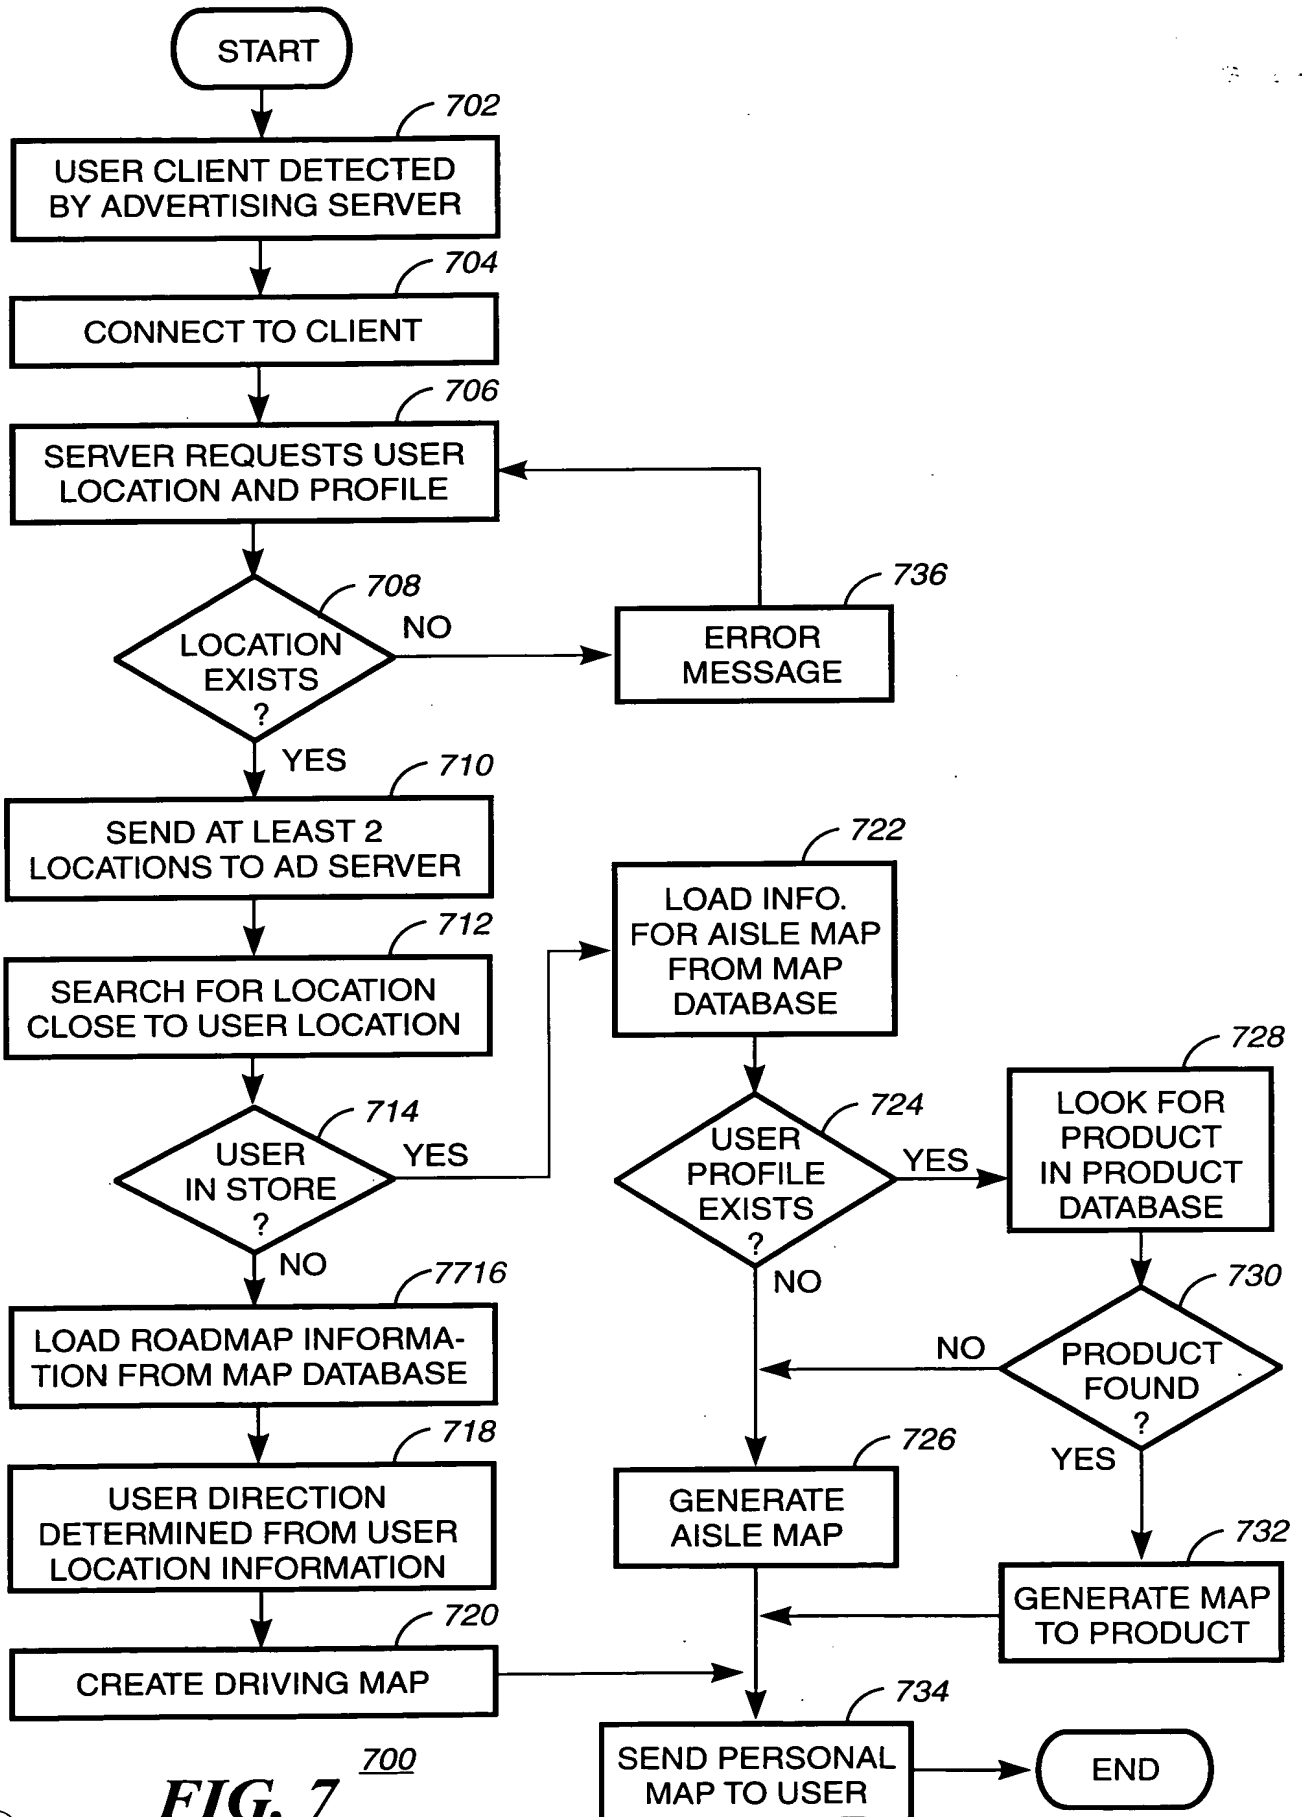 START
702
USER CLIENT DETECTED
BY ADVERTISING SERVER
704
CONNECT TO CLIENT
706
SERVER REQUESTS USER
LOCATION AND PROFILE
708
LOCATION
EXISTS
?
NO
YES
736
ERROR
MESSAGE
710
SEND AT LEAST 2
LOCATIONS TO AD SERVER
712
SEARCH FOR LOCATION
CLOSE TO USER LOCATION
714
USER
IN STORE
?
YES
NO
7716
LOAD ROADMAP INFORMA-
TION FROM MAP DATABASE
718
USER DIRECTION
DETERMINED FROM USER
LOCATION INFORMATION
720
CREATE DRIVING MAP
722
LOAD INFO.
FOR AISLE MAP
FROM MAP
DATABASE
724
USER
PROFILE
EXISTS
?
YES
NO
728
LOOK FOR
PRODUCT
IN PRODUCT
DATABASE
730
PRODUCT
FOUND
?
NO
YES
726
GENERATE
AISLE MAP
732
GENERATE MAP
TO PRODUCT
734
SEND PERSONAL
MAP TO USER
END
700
FIG. 7